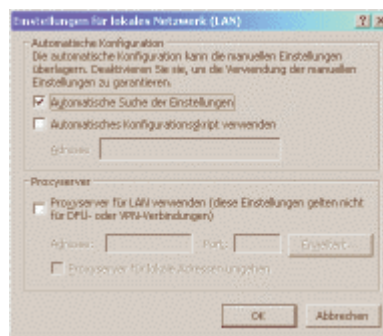 Einstellungen für lokales Netzwerk (LAN)
Automatische Konfiguration
Die automatische Konfiguration kann die manuellen Einstellungen
überlagern. Deaktivieren Sie sie, um die Verwendung der manuellen
Einstellungen zu garantieren.
Automatische Suche der Einstellungen
Automatisches Konfigurationsskript verwenden
Adresse:
Proxyserver
Proxyserver für LAN verwenden (diese Einstellungen gelten nicht
für DFÜ- oder VPN-Verbindungen)
Adresse: Port: Erweitert...
Proxyserver für lokale Adressen umgehen
OK Abbrechen